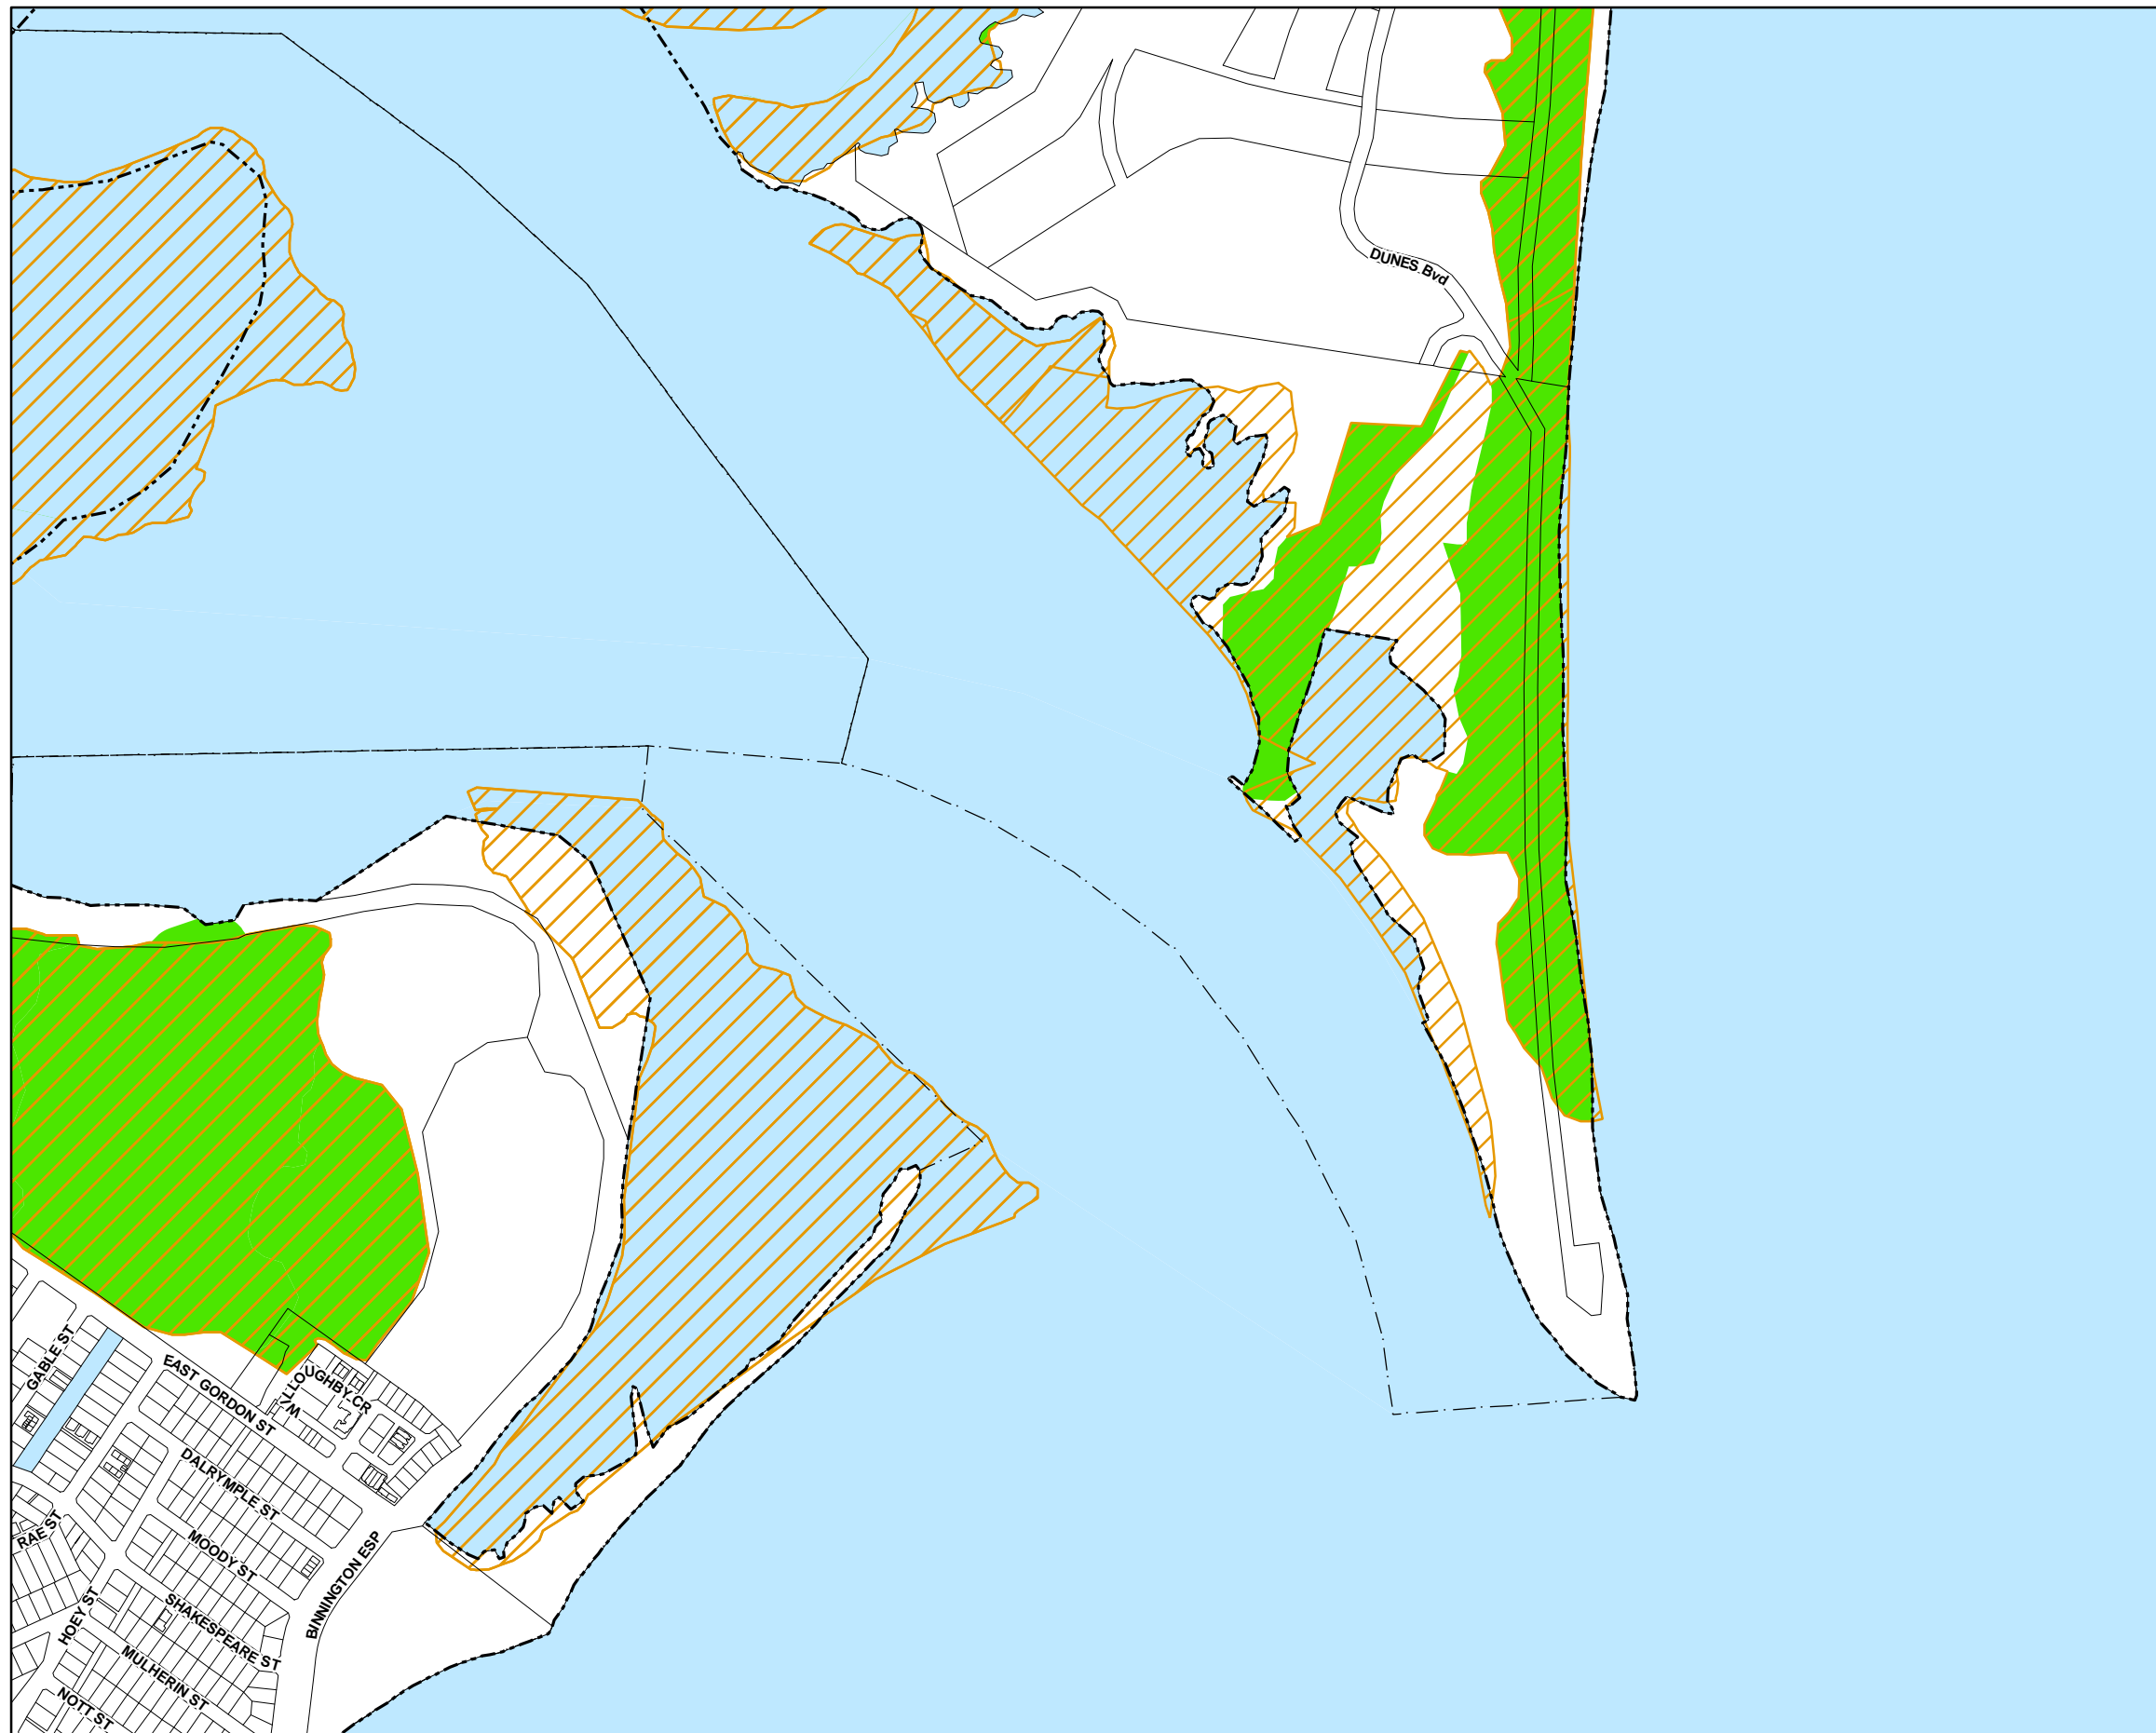 DUNES Bvd
GABLE ST
EAST GORDON ST
WILLOUGHBY CR
DALRYMPLE ST
RAE ST
MOODY ST
BINNINGTON ESP
HOEY ST
SHAKESPEARE ST
MULHERIN ST
NOTT ST